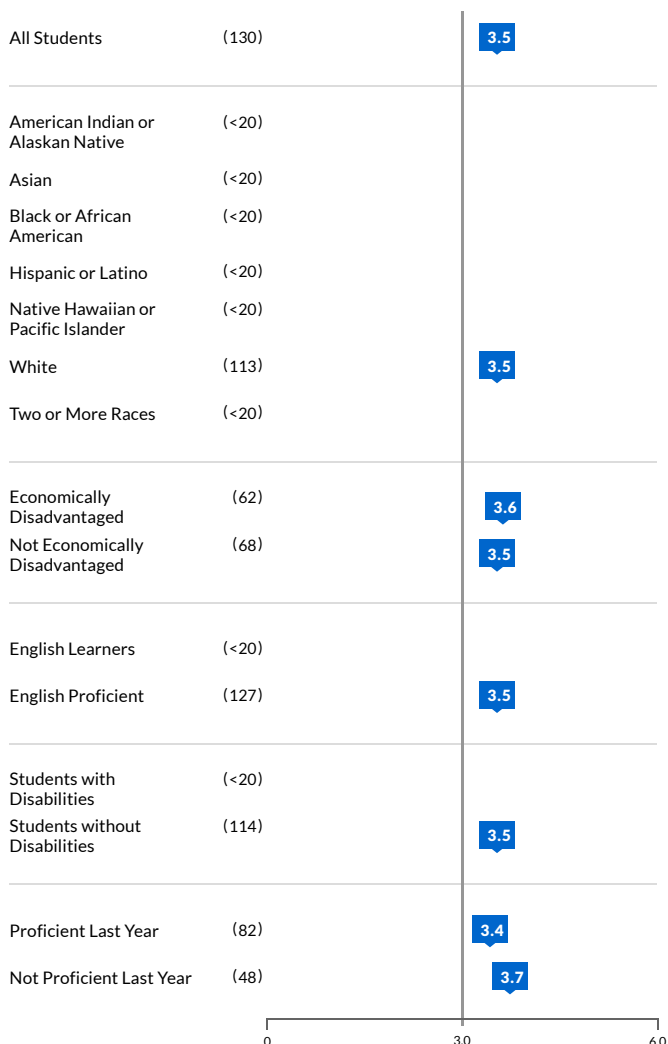 All Students (130) 3.5
American Indian or (<20)
Alaskan Native
Asian (<20)
Black or African (<20)
American
Hispanic or Latino (<20)
Native Hawaiian or (<20)
Pacific Islander
White (113) 3.5
Two or More Races (<20)
Economically (62) 3.6
Disadvantaged
Not Economically (68) 3.5
Disadvantaged
English Learners (<20)
English Proficient (127) 3.5
Students with (<20)
Disabilities
Students without (114) 3.5
Disabilities
Proficient Last Year (82) 3.4
Not Proficient Last Year (48) 3.7
0 3.0 6.0